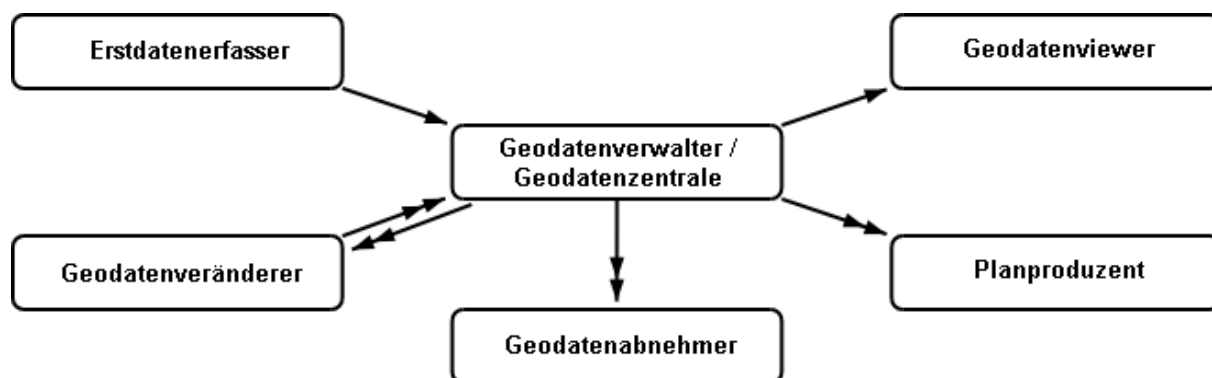 Erstdatenerfasser
Geodatenviewer
Geodatenverwalter /
Geodatenzentrale
Geodatenveränderer
Planproduzent
Geodatenabnehmer